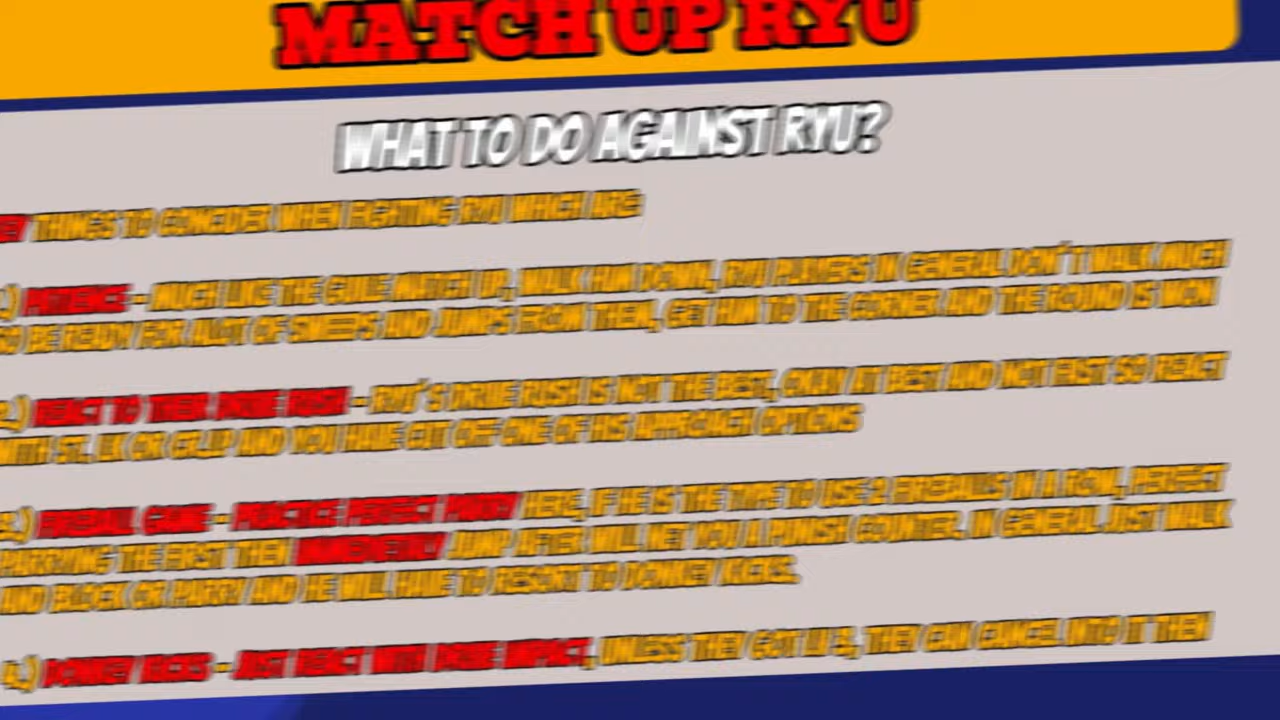 MATCH UP RYU
WHAT TO DO AGAINST RYU?
THINGS TO CONSIDER WHEN FIGHTING RYU WHICH ARE
- MUCH LIKE THE GUILE MATCH UP, WALK HIM DOWN, RYU PLAYERS IN GENERAL DON'T WALK MUCH
SO BE READY FOR ALOT OF SWEEPS AND JUMPS FROM THEM, GET HIM TO THE CORNER AND THE ROUND IS WON
2.) REACT TO THEIR DRIVE RUSH - RYU'S DRIVE RUSH IS NOT THE BEST, OKAY AT BEST AND NOT FAST SO REACT
WITH ST. LK OR AND YOU HAVE CUT OFF ONE OF HIS APPROACH OPTIONS
3.) FIREBALL GAME - PRACTICE PERFECT PARRY HERE, IF HE IS THE TYPE TO USE 2 FIREBALLS IN A ROW, PERFECT
PARRYING THE FIRST THEN IMMEDIATELY JUMP AFTER WILL NET YOU A PUNISH COUNTER. IN GENERAL JUST WALK
AND BLOCK OR PARRY AND HE WILL HAVE TO RESORT TO DONKEY KICKS.
4.) DONKEY KICKS - JUST REACT WITH DRIVE IMPACT, UNLESS THEY GOT LV 3, THEY CAN CANCEL INTO IT THEN